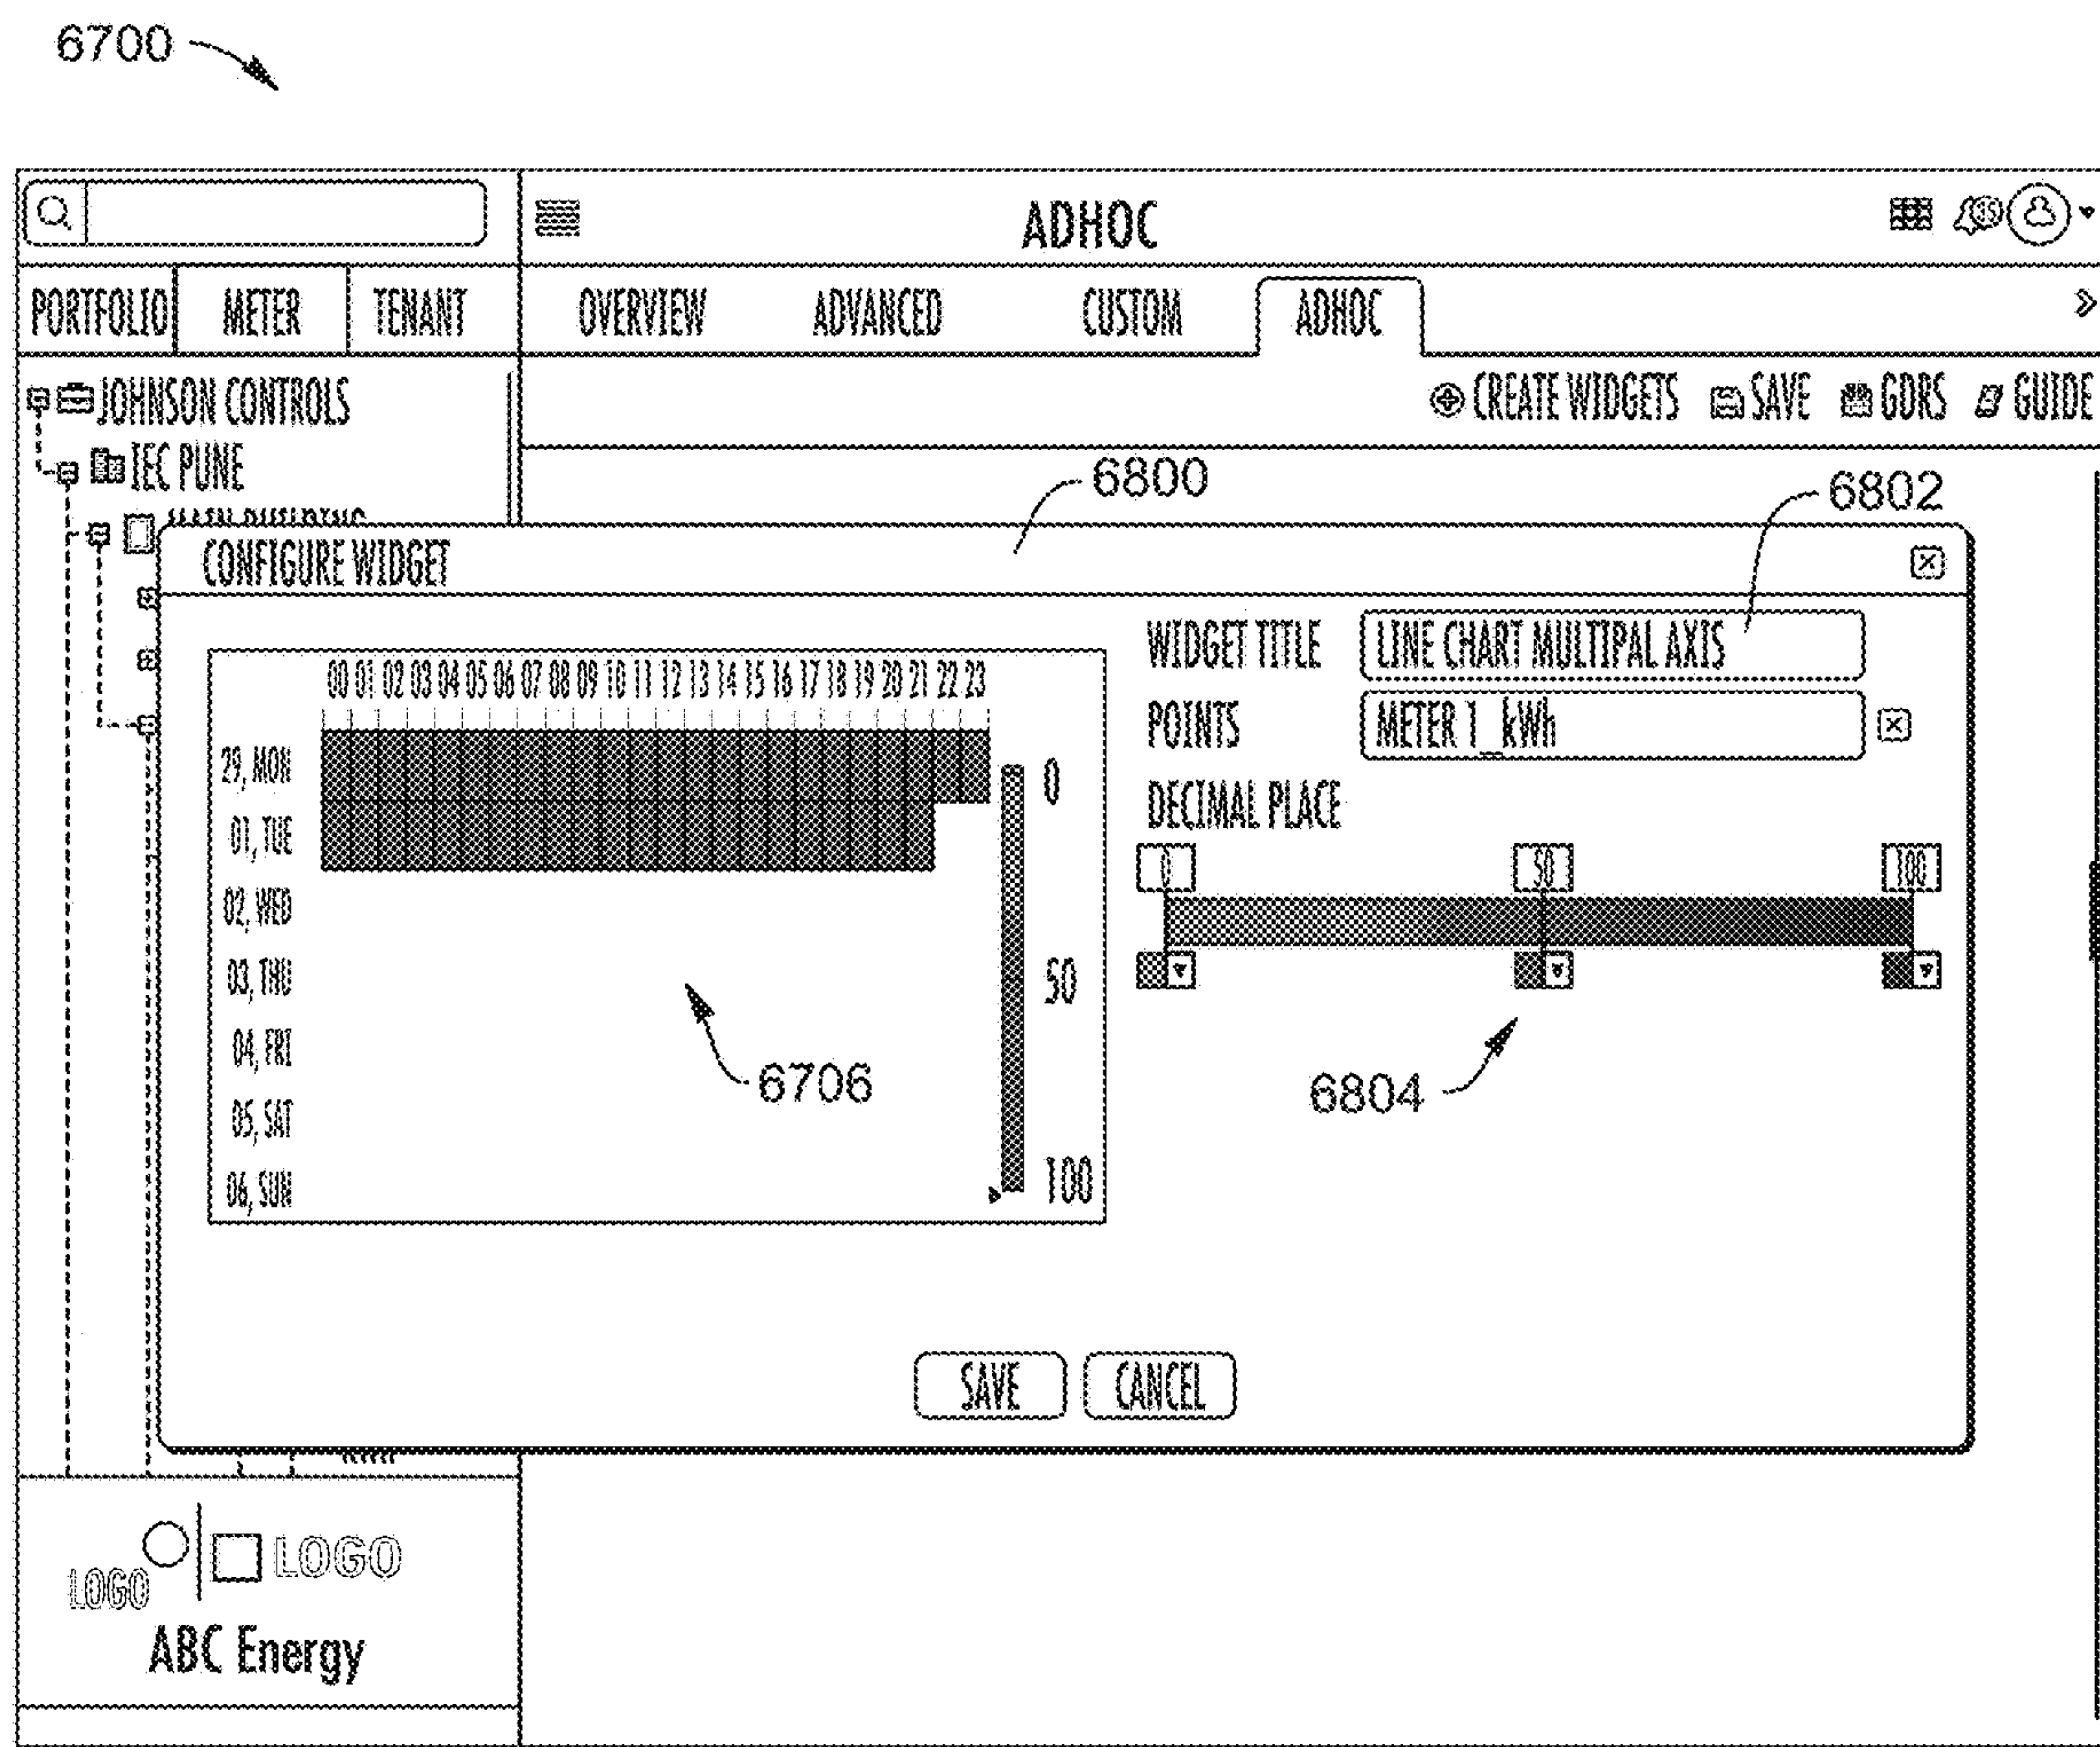 6700
ADHOC
35
PORTFOLIO METER TENANT
OVERVIEW ADVANCED CUSTOM ADHOC
CREATE WIDGETS SAVE GDRS GUIDE
JOHNSON CONTROLS
IEC PUNE
MAIN BUILDING
6800
6802
CONFIGURE WIDGET
WIDGET TITLE LINE CHART MULTIPAL AXIS
POINTS METER 1_kWh
DECIMAL PLACE
0 50 100
6804
00 01 02 03 04 05 06 07 08 09 10 11 12 13 14 15 16 17 18 19 20 21 22 23
29, MON
01, TUE
02, WED
03, THU
04, FRI
05, SAT
06, SUN
0
50
100
6706
SAVE CANCEL
LOGO LOGO
ABC Energy